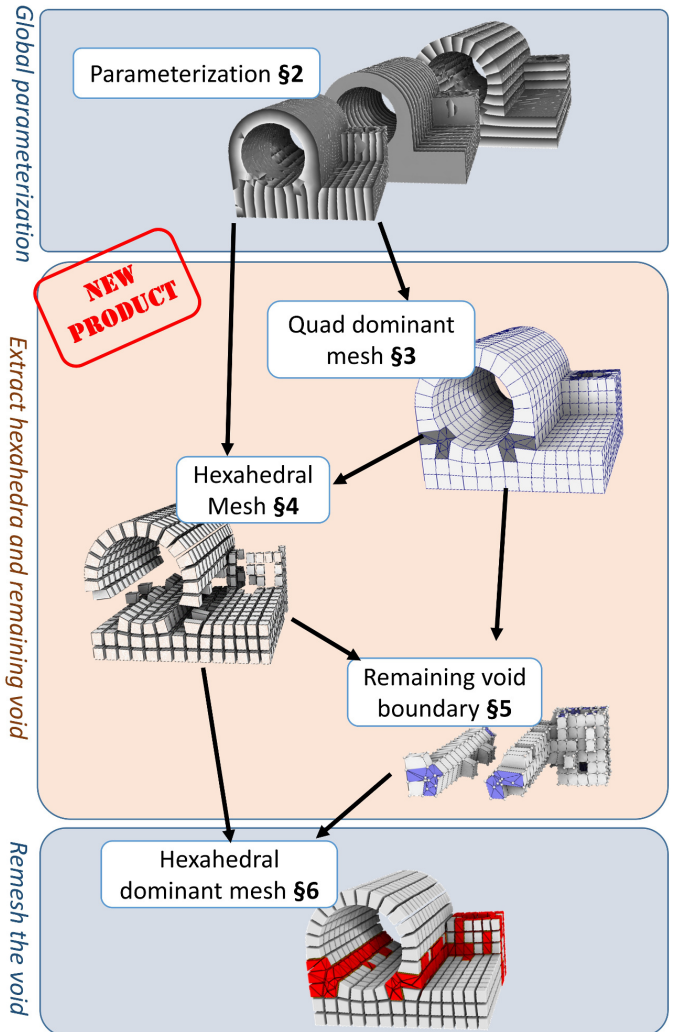 Global parameterization
Parameterization §2
NEW
PRODUCT
Extract hexahedra and remaining void
Quad dominant
mesh §3
Hexahedral
Mesh §4
Remaining void
boundary §5
Remesh the void
Hexahedral
dominant mesh §6